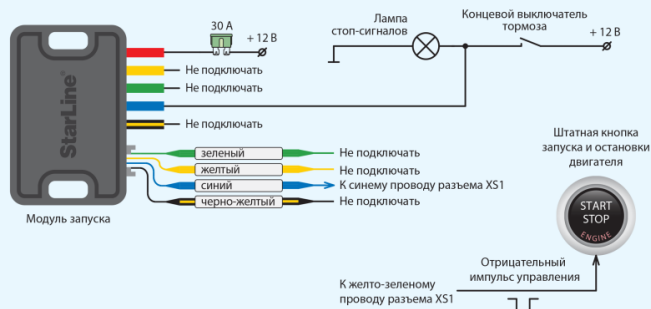 30 А
+ 12 В
Лампа
стоп-сигналов
Концевой выключатель
тормоза
+ 12 В
Не подключать
Не подключать
Не подключать
StarLine®
зеленый
Не подключать
желтый
Не подключать
синий
К синему проводу разъема XS1
черно-желтый
Не подключать
Модуль запуска
Штатная кнопка
запуска и остановки
двигателя
START
STOP
ENGINE
Отрицательный
импульс управления
К желто-зеленому
проводу разъема XS1